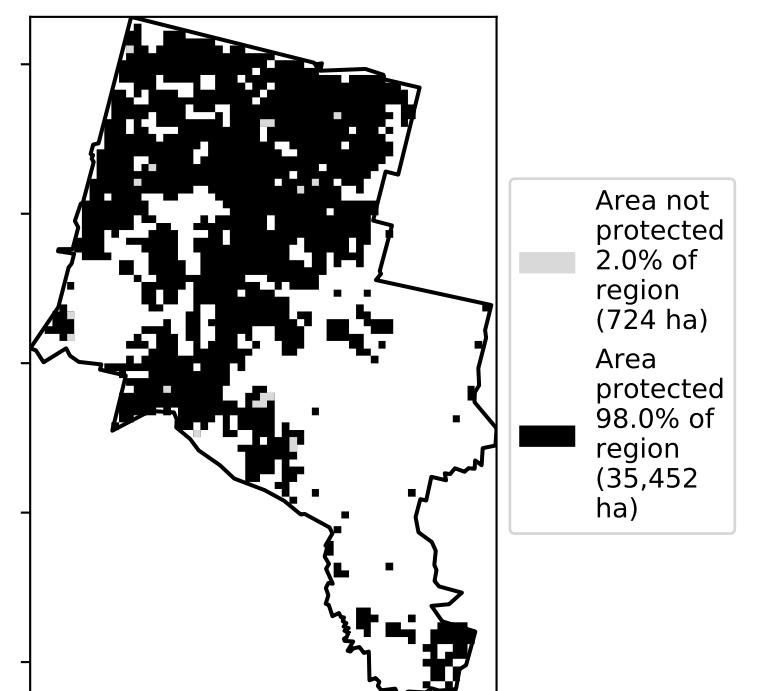 Area not
protected
2.0% of
region
(724 ha)
Area
protected
98.0% of
region
(35,452
ha)